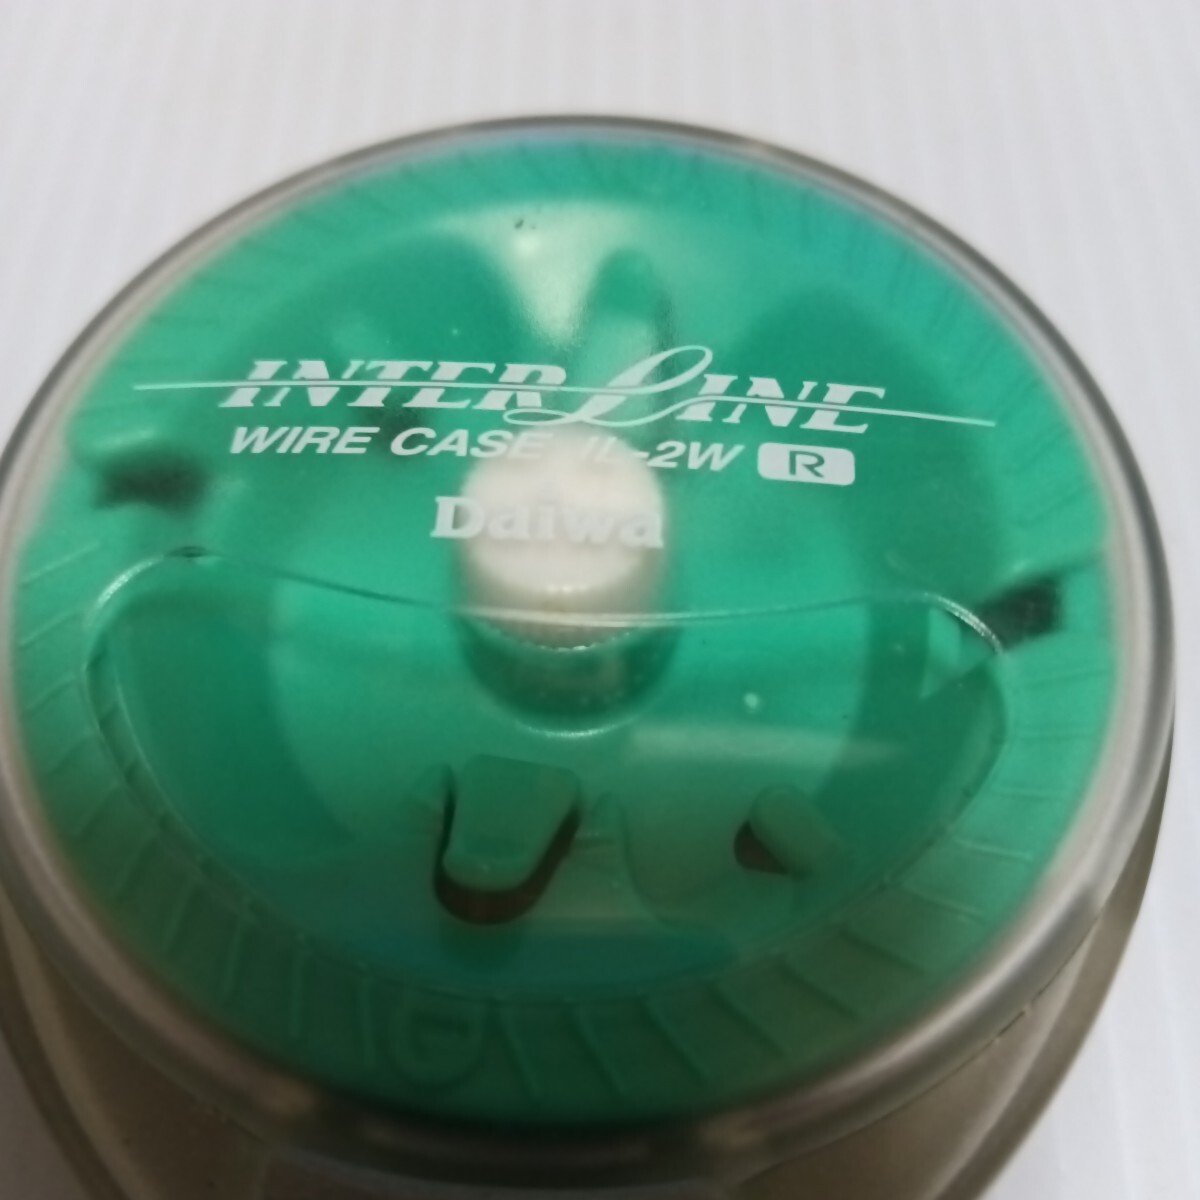 INTER LINE
WIRE CASE IL-2W R
Daiwa